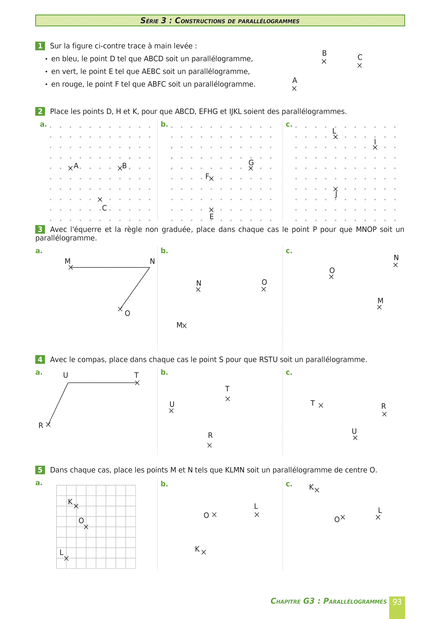 SÉRIE 3 : CONSTRUCTIONS DE PARALLÉLOGRAMMES
1 Sur la figure ci-contre trace à main levée :
• en bleu, le point D tel que ABCD soit un parallélogramme,
• en vert, le point E tel que AEBC soit un parallélogramme,
• en rouge, le point F tel que ABFC soit un parallélogramme.
B
C
A
2 Place les points D, H et K, pour que ABCD, EFHG et IJKL soient des parallélogrammes.
a. b. c.
L
I
A B G
F
J
C
E
3 Avec l'équerre et la règle non graduée, place dans chaque cas le point P pour que MNOP soit un
parallélogramme.
a. b. c.
M N N
O
N O
M
O
M
4 Avec le compas, place dans chaque cas le point S pour que RSTU soit un parallélogramme.
a. b. c.
U T
T
U T R
R
U
R
5 Dans chaque cas, place les points M et N tels que KLMN soit un parallélogramme de centre O.
a. b. c.
K
K
L L
O O O
L K
CHAPITRE G3 : PARALLÉLOGRAMMES 93